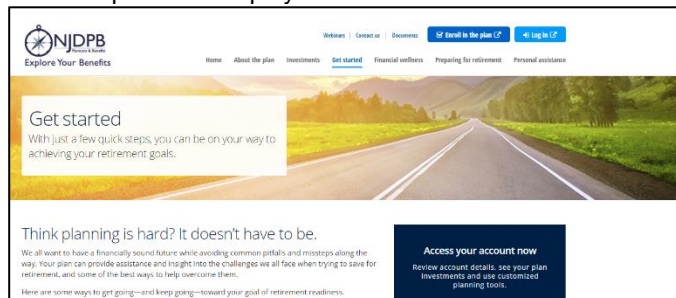 NJDPB
Pensions & Benefits
Explore Your Benefits
Webinars | Contact us | Documents
Enroll in the plan
Log in
Home About the plan Investments Get started Financial wellness Preparing for retirement Personal assistance
Get started
With just a few quick steps, you can be on your way to
achieving your retirement goals.
Think planning is hard? It doesn't have to be.
We all want to have a financially sound future while avoiding common pitfalls and missteps along the
way. Your plan can provide assistance and insight into the challenges we all face when trying to save for
retirement, and some of the best ways to help overcome them.
Here are some ways to get going—and keep going—toward your goal of retirement readiness.
Access your account now
Review account details, see your plan
investments and use customized
planning tools.